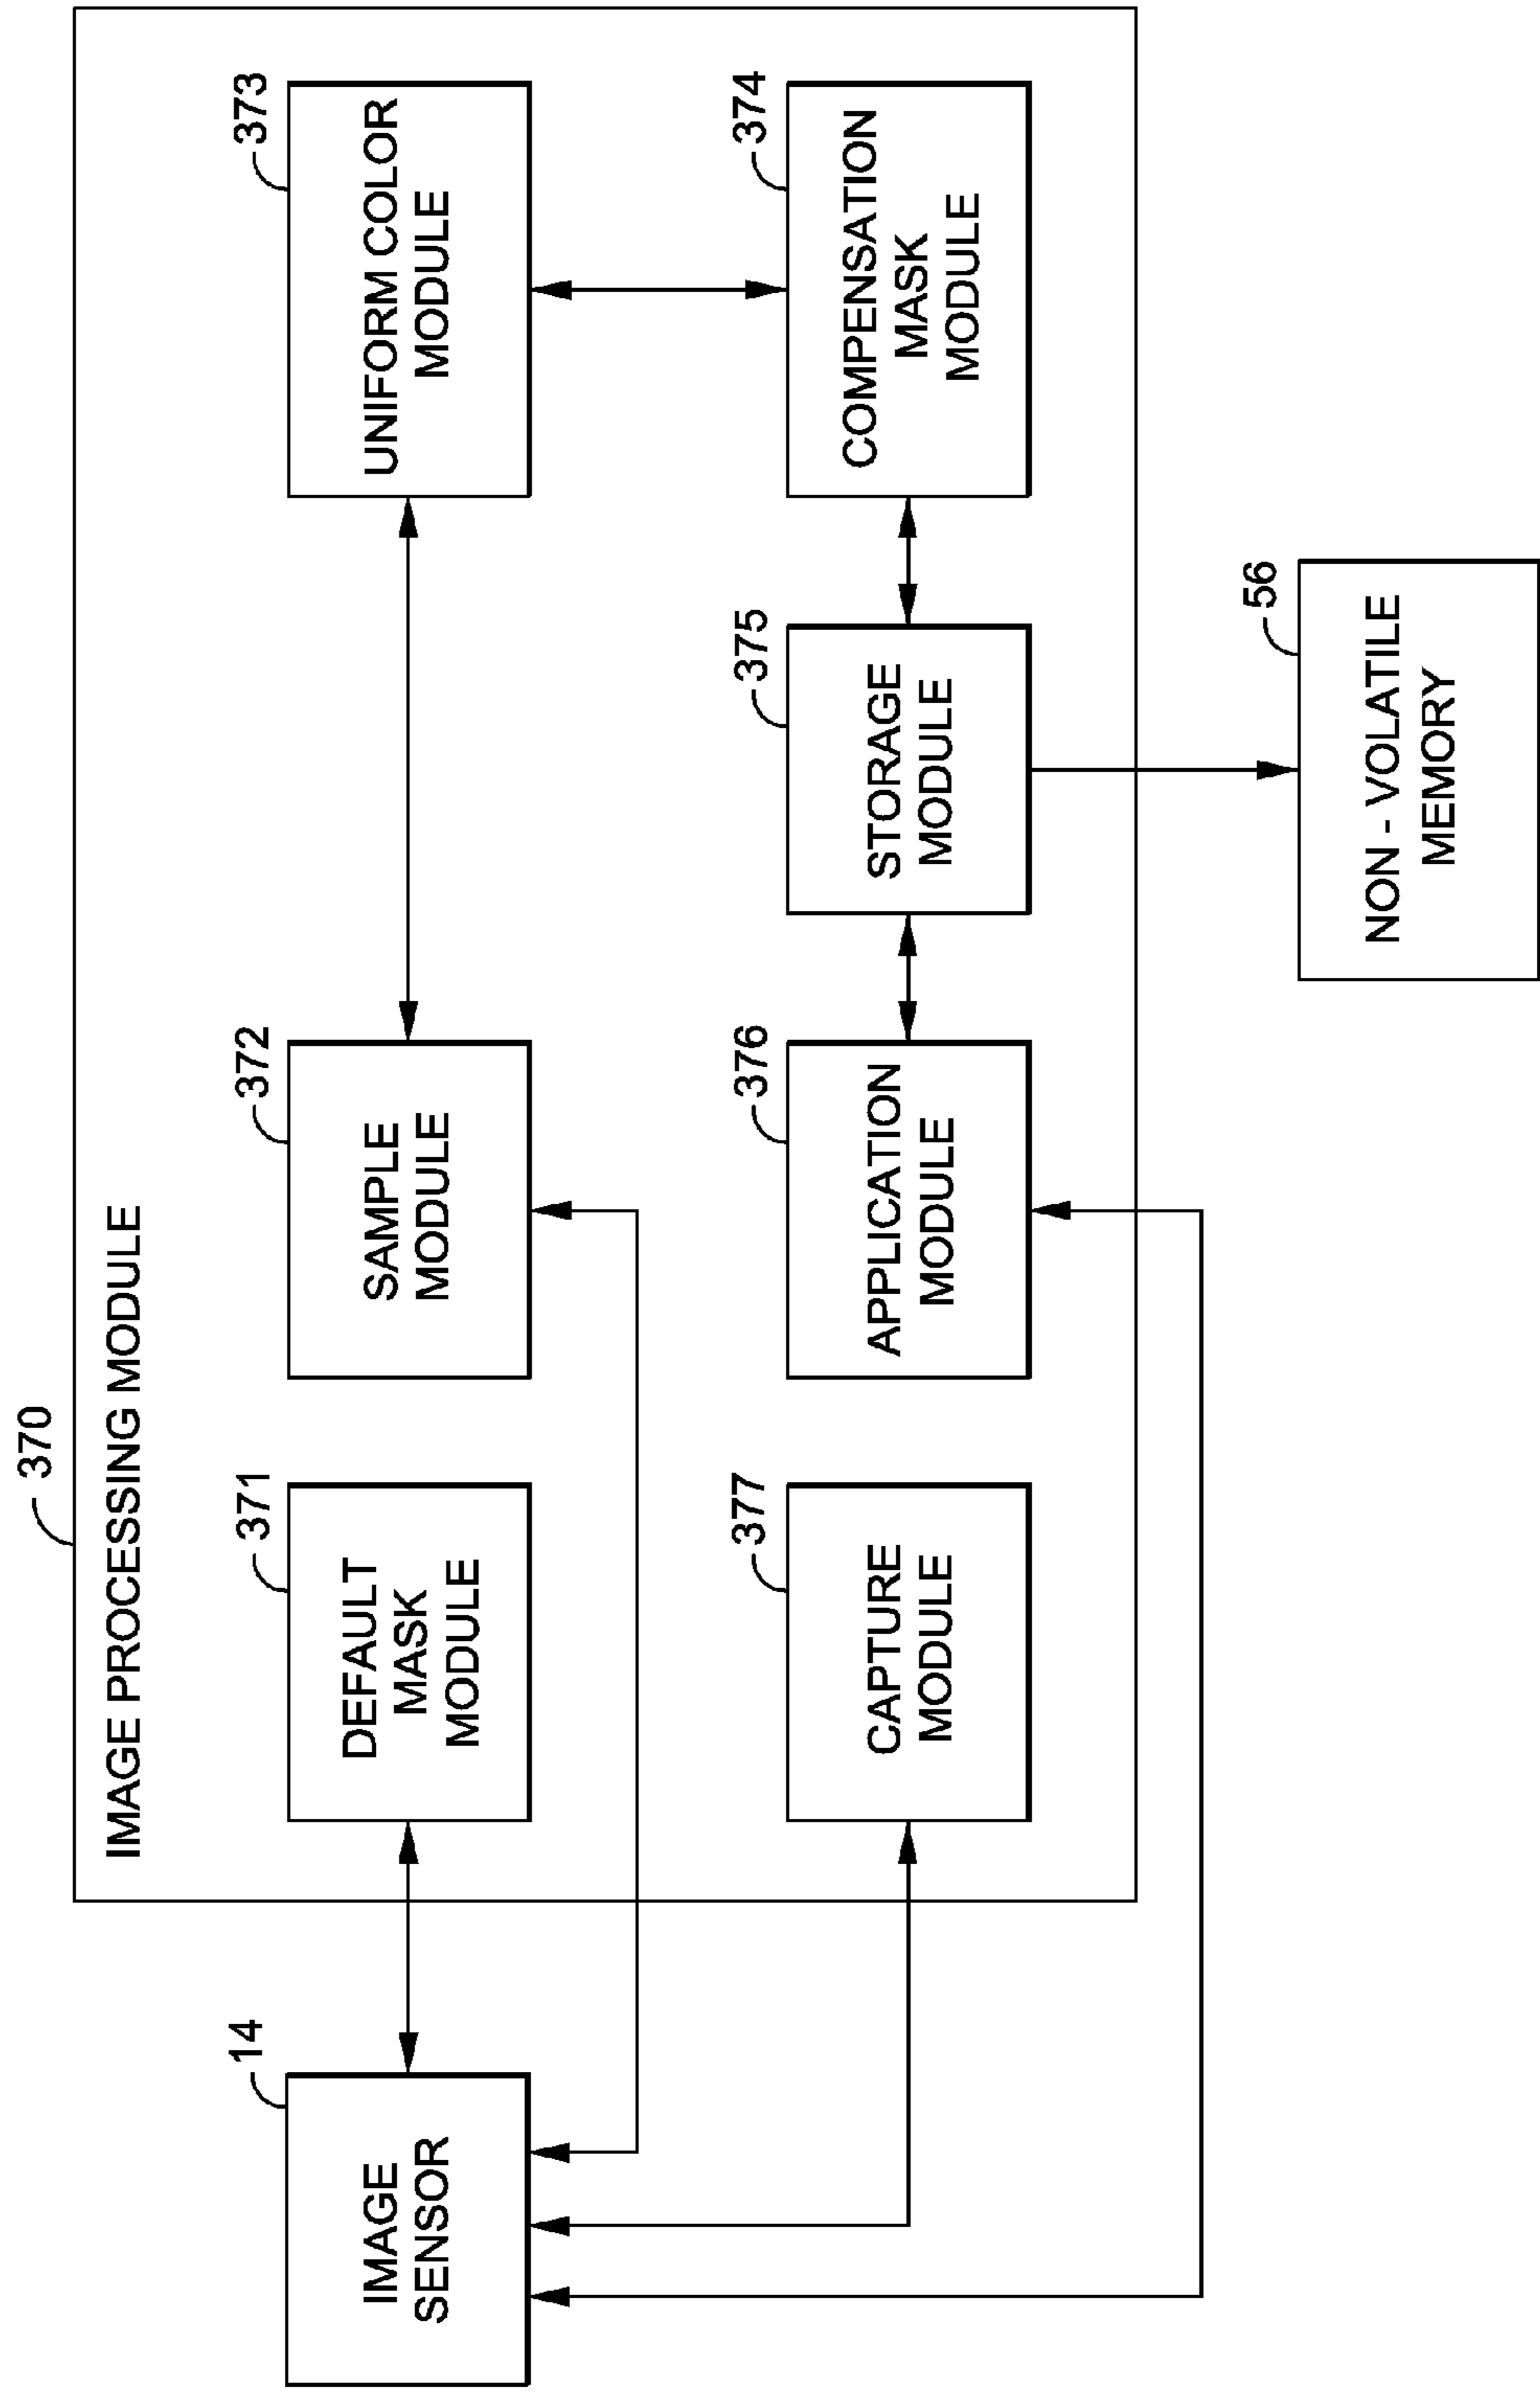 370
IMAGE PROCESSING MODULE
14
IMAGE
SENSOR
371
DEFAULT
MASK
MODULE
372
SAMPLE
MODULE
373
UNIFORM COLOR
MODULE
377
CAPTURE
MODULE
376
APPLICATION
MODULE
375
STORAGE
MODULE
374
COMPENSATION
MASK
MODULE
56
NON - VOLATILE
MEMORY